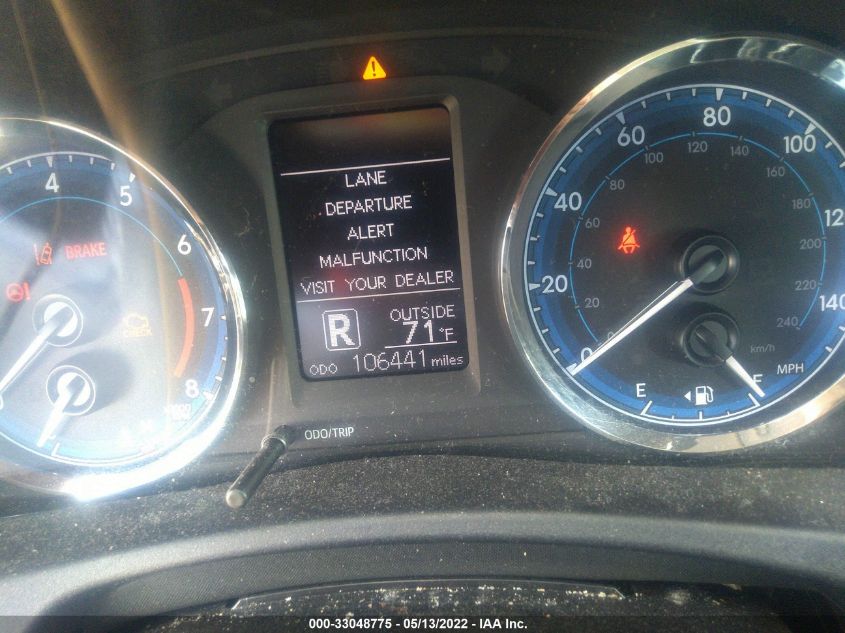 LANE
DEPARTURE
ALERT
MALFUNCTION
VISIT YOUR DEALER
R
OUTSIDE
71°F
ODO 106441 miles
ODO/TRIP
4
5
6
7
8
BRAKE
CHECK
0
20
40
60
80
100
140
20
40
60
80
100
120
140
160
180
200
220
240
km/h
MPH
E
F
000-33048775 - 05/13/2022 - IAA Inc.